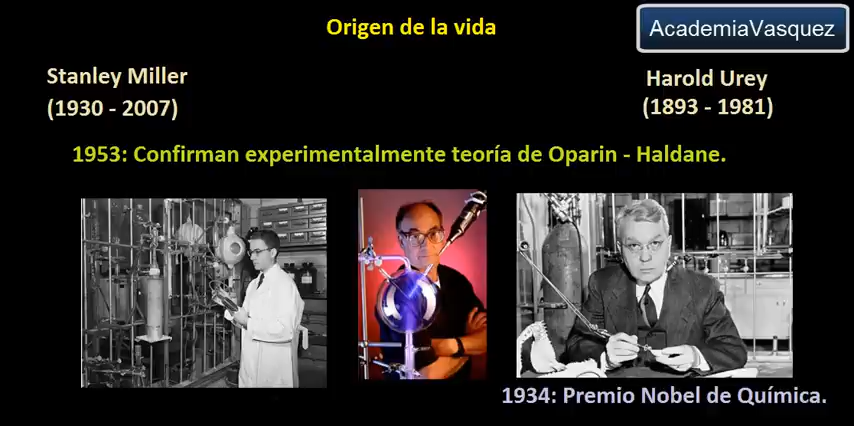 Origen de la vida
AcademiaVasquez
Stanley Miller
(1930 - 2007)
Harold Urey
(1893 - 1981)
1953: Confirman experimentalmente teoría de Oparin - Haldane.
1934: Premio Nobel de Química.